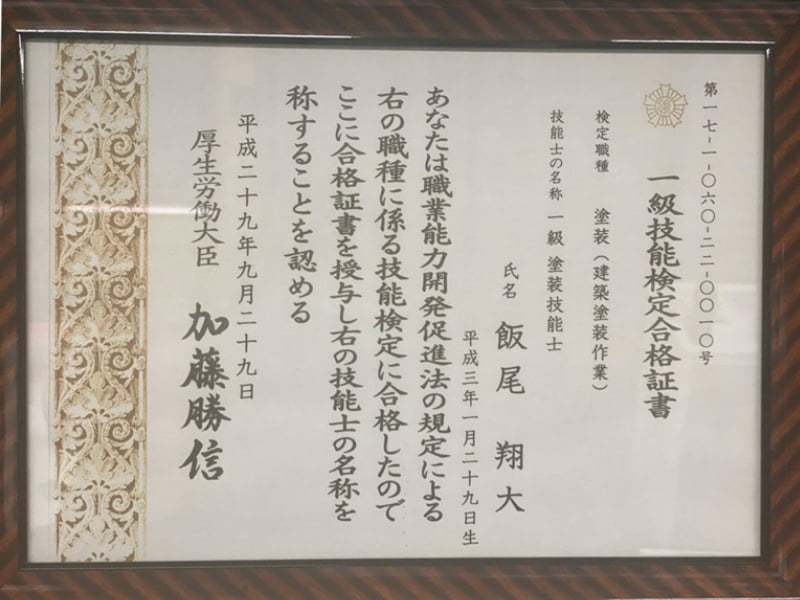 第一七-一-〇六〇-二二-〇〇一〇号
一級技能検定合格証書
検定職種 塗装(建築塗装作業)
技能士の名称 一級 塗装技能士
氏名 飯尾 翔大
平成三年一月二十九日生
あなたは職業能力開発促進法の規定による
右の職種に係る技能検定に合格したので
ここに合格証書を授与し右の技能士の名称を
称することを認める
平成二十九年九月二十九日
厚生労働大臣 加藤勝信